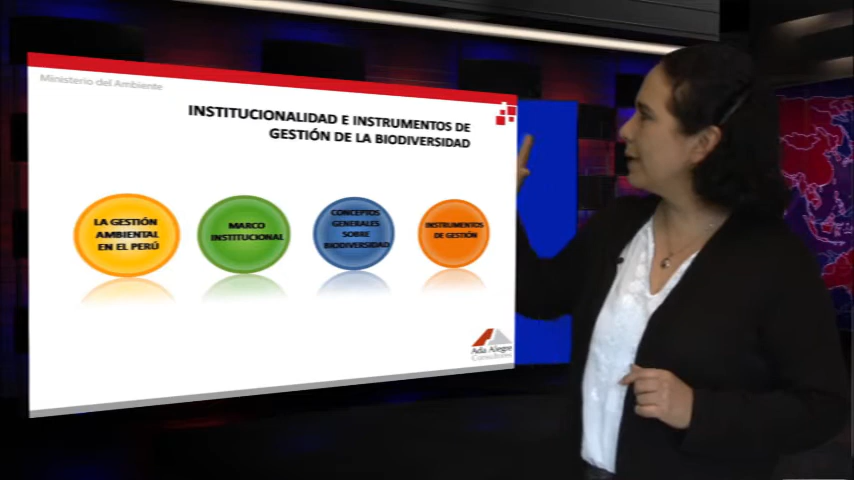 Ministerio del Ambiente
INSTITUCIONALIDAD E INSTRUMENTOS DE
GESTIÓN DE LA BIODIVERSIDAD
LA GESTIÓN
AMBIENTAL
EN EL PERÚ
MARCO
INSTITUCIONAL
CONCEPTOS
GENERALES
SOBRE
BIODIVERSIDAD
INSTRUMENTOS
DE GESTIÓN
Ada Alegre
Consultores